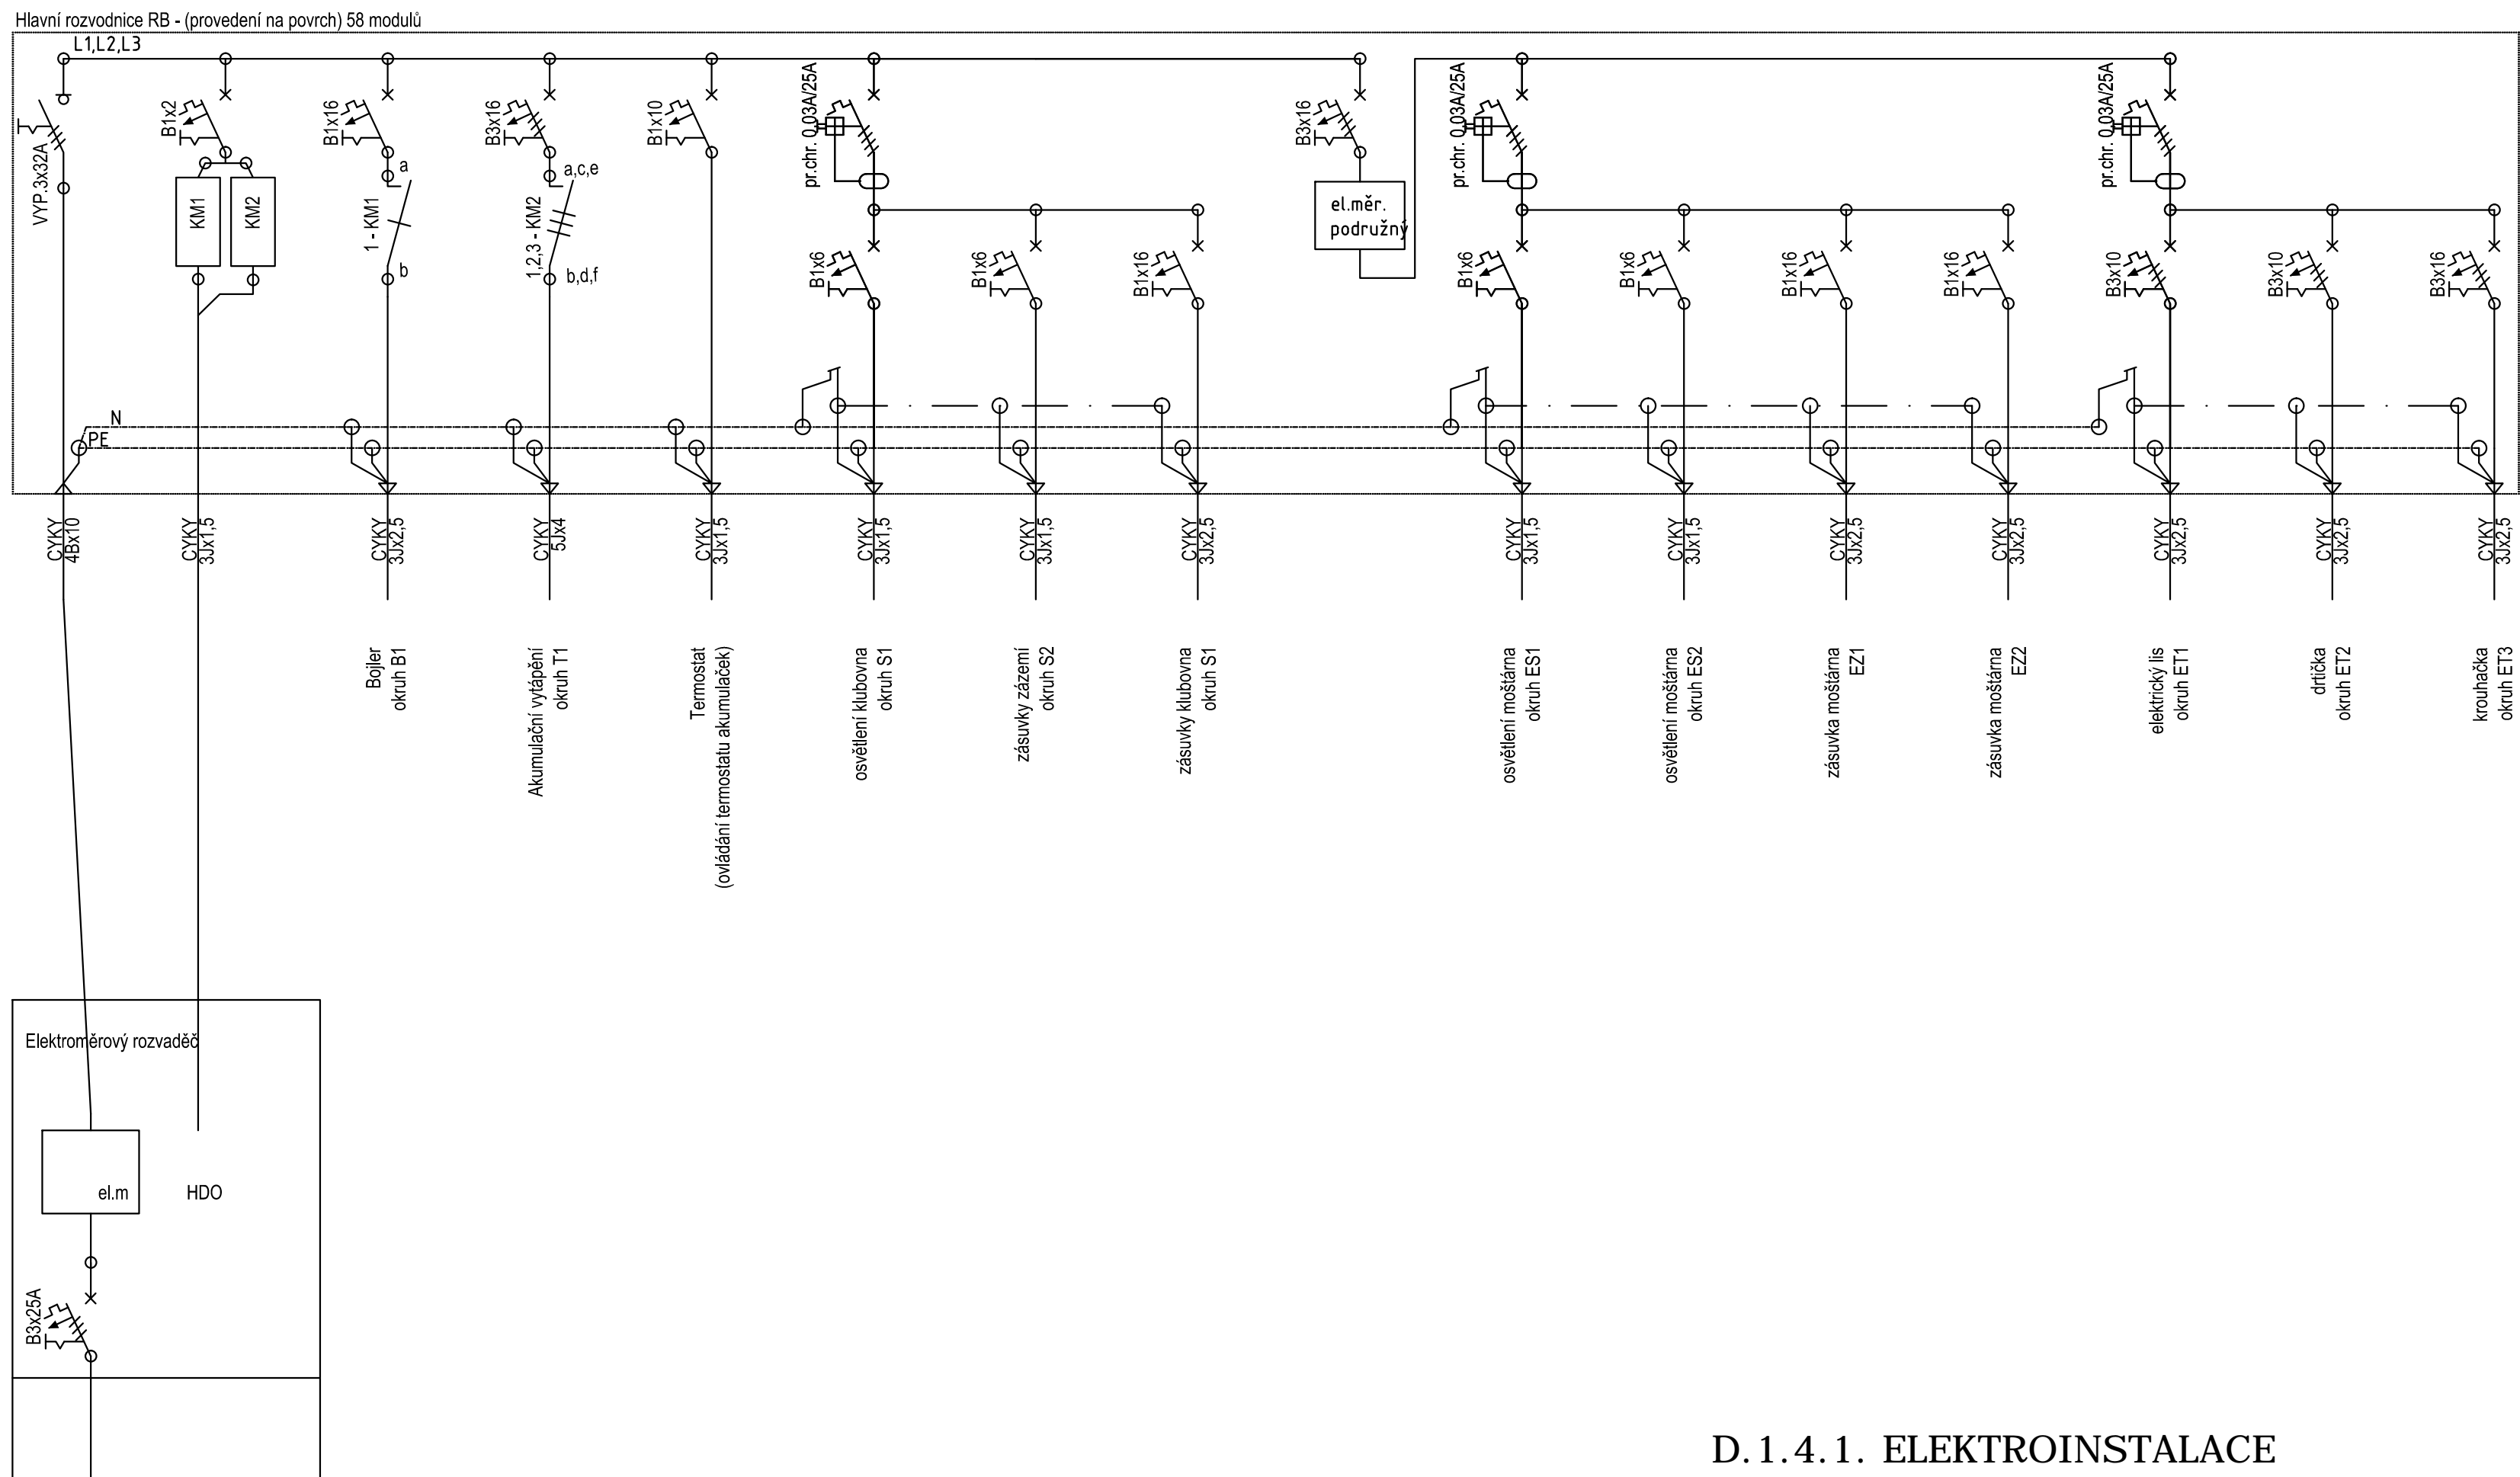 Hlavní rozvodnice RB - (provedení na povrch) 58 modulů
L1,L2,L3
VYP.3x32A
B1x2
B1x16
B3x16
B1x10
pr.chr. 0,03A/25A
B3x16
pr.chr. 0,03A/25A
pr.chr. 0,03A/25A
KM1
KM2
a
1 - KM1
b
a,c,e
1,2,3 - KM2
b,d,f
el.měr.
podružný
B1x6
B1x6
B1x16
B1x6
B1x6
B1x16
B1x16
B3x10
B3x10
B3x16
N
PE
CYKY
4Bx10
CYKY
3Jx1,5
CYKY
3Jx2,5
CYKY
5Jx4
CYKY
3Jx1,5
CYKY
3Jx1,5
CYKY
3Jx1,5
CYKY
3Jx2,5
CYKY
3Jx1,5
CYKY
3Jx1,5
CYKY
3Jx2,5
CYKY
3Jx2,5
CYKY
3Jx2,5
CYKY
3Jx2,5
CYKY
3Jx2,5
Bojler
okruh B1
Akumulační vytápění
okruh T1
Termostat
(ovládání termostatu akumulaček)
osvětlení klubovna
okruh S1
zásuvky zázemí
okruh S2
zásuvky klubovna
okruh S1
osvětlení moštárna
okruh ES1
osvětlení moštárna
okruh ES2
zásuvka moštárna
EZ1
zásuvka moštárna
EZ2
elektrický lis
okruh ET1
drtička
okruh ET2
krouhačka
okruh ET3
Elektroměrový rozvaděč
el.m
HDO
B3x25A
D.1.4.1. ELEKTROINSTALACE